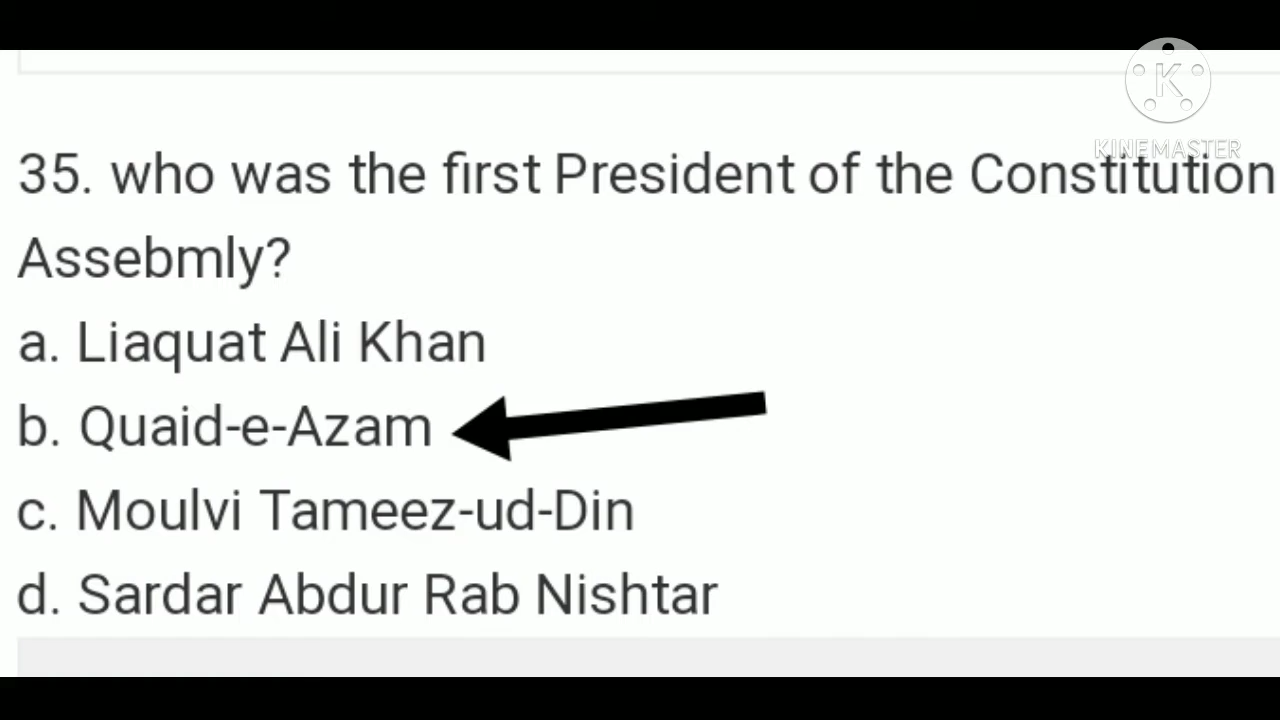 K
KINEMASTER
35. who was the first President of the Constitution
Assebmly?
a. Liaquat Ali Khan
b. Quaid-e-Azam
c. Moulvi Tameez-ud-Din
d. Sardar Abdur Rab Nishtar